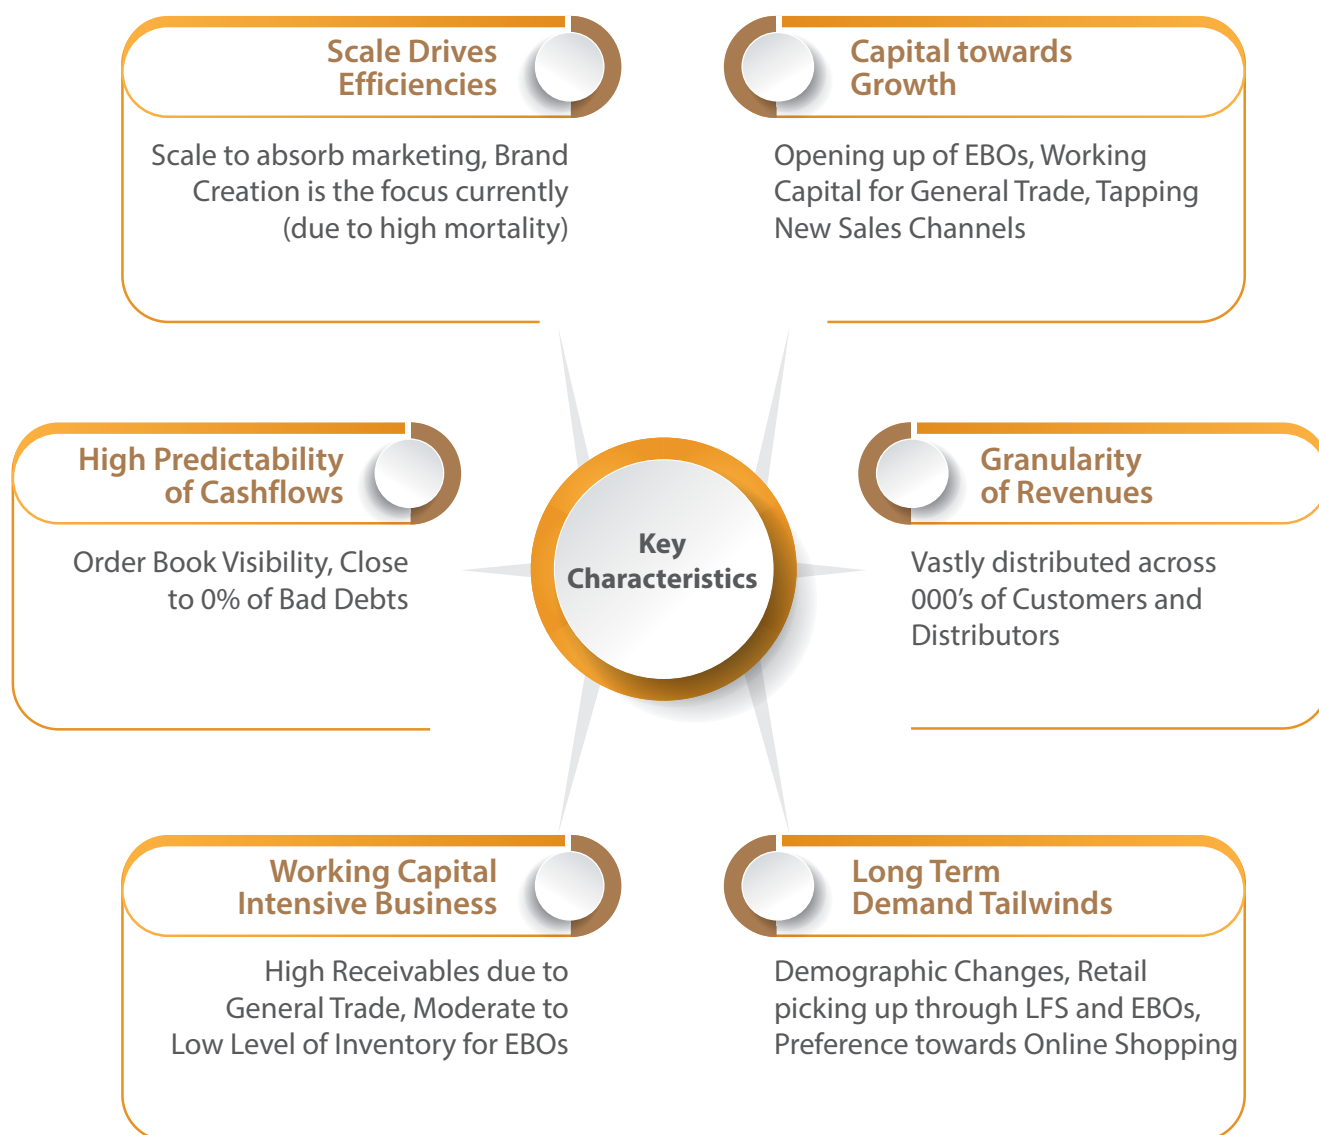 Scale Drives
Efficiencies
Scale to absorb marketing, Brand
Creation is the focus currently
(due to high mortality)
Capital towards
Growth
Opening up of EBOs, Working
Capital for General Trade, Tapping
New Sales Channels
High Predictability
of Cashflows
Order Book Visibility, Close
to 0% of Bad Debts
Key
Characteristics
Granularity
of Revenues
Vastly distributed across
000's of Customers and
Distributors
Working Capital
Intensive Business
High Receivables due to
General Trade, Moderate to
Low Level of Inventory for EBOs
Long Term
Demand Tailwinds
Demographic Changes, Retail
picking up through LFS and EBOs,
Preference towards Online Shopping